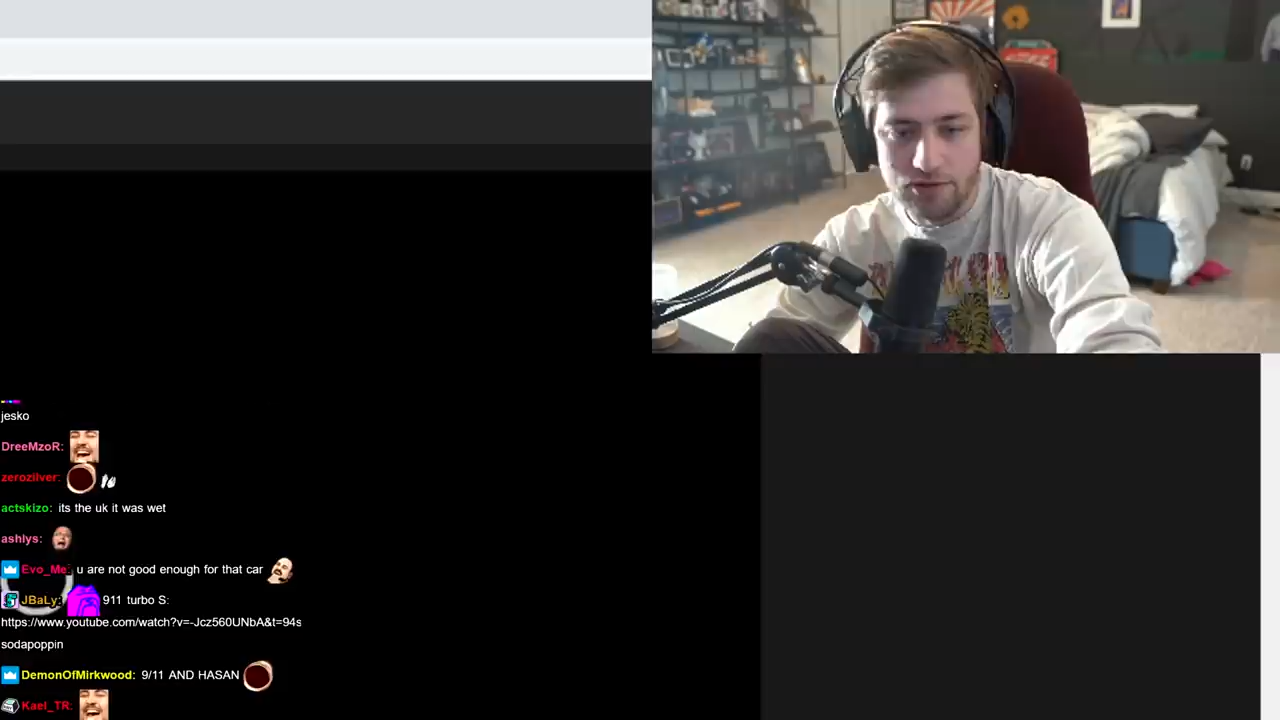 jesko
DreeMzoR:
zerozilver:
actskizo: its the uk it was wet
ashlys:
Evo_Me: u are not good enough for that car
JBaLy: 911 turbo S:
https://www.youtube.com/watch?v=-Jcz560UNbA&t=94s
sodapoppin
DemonOfMirkwood: 9/11 AND HASAN
Kael_TR: